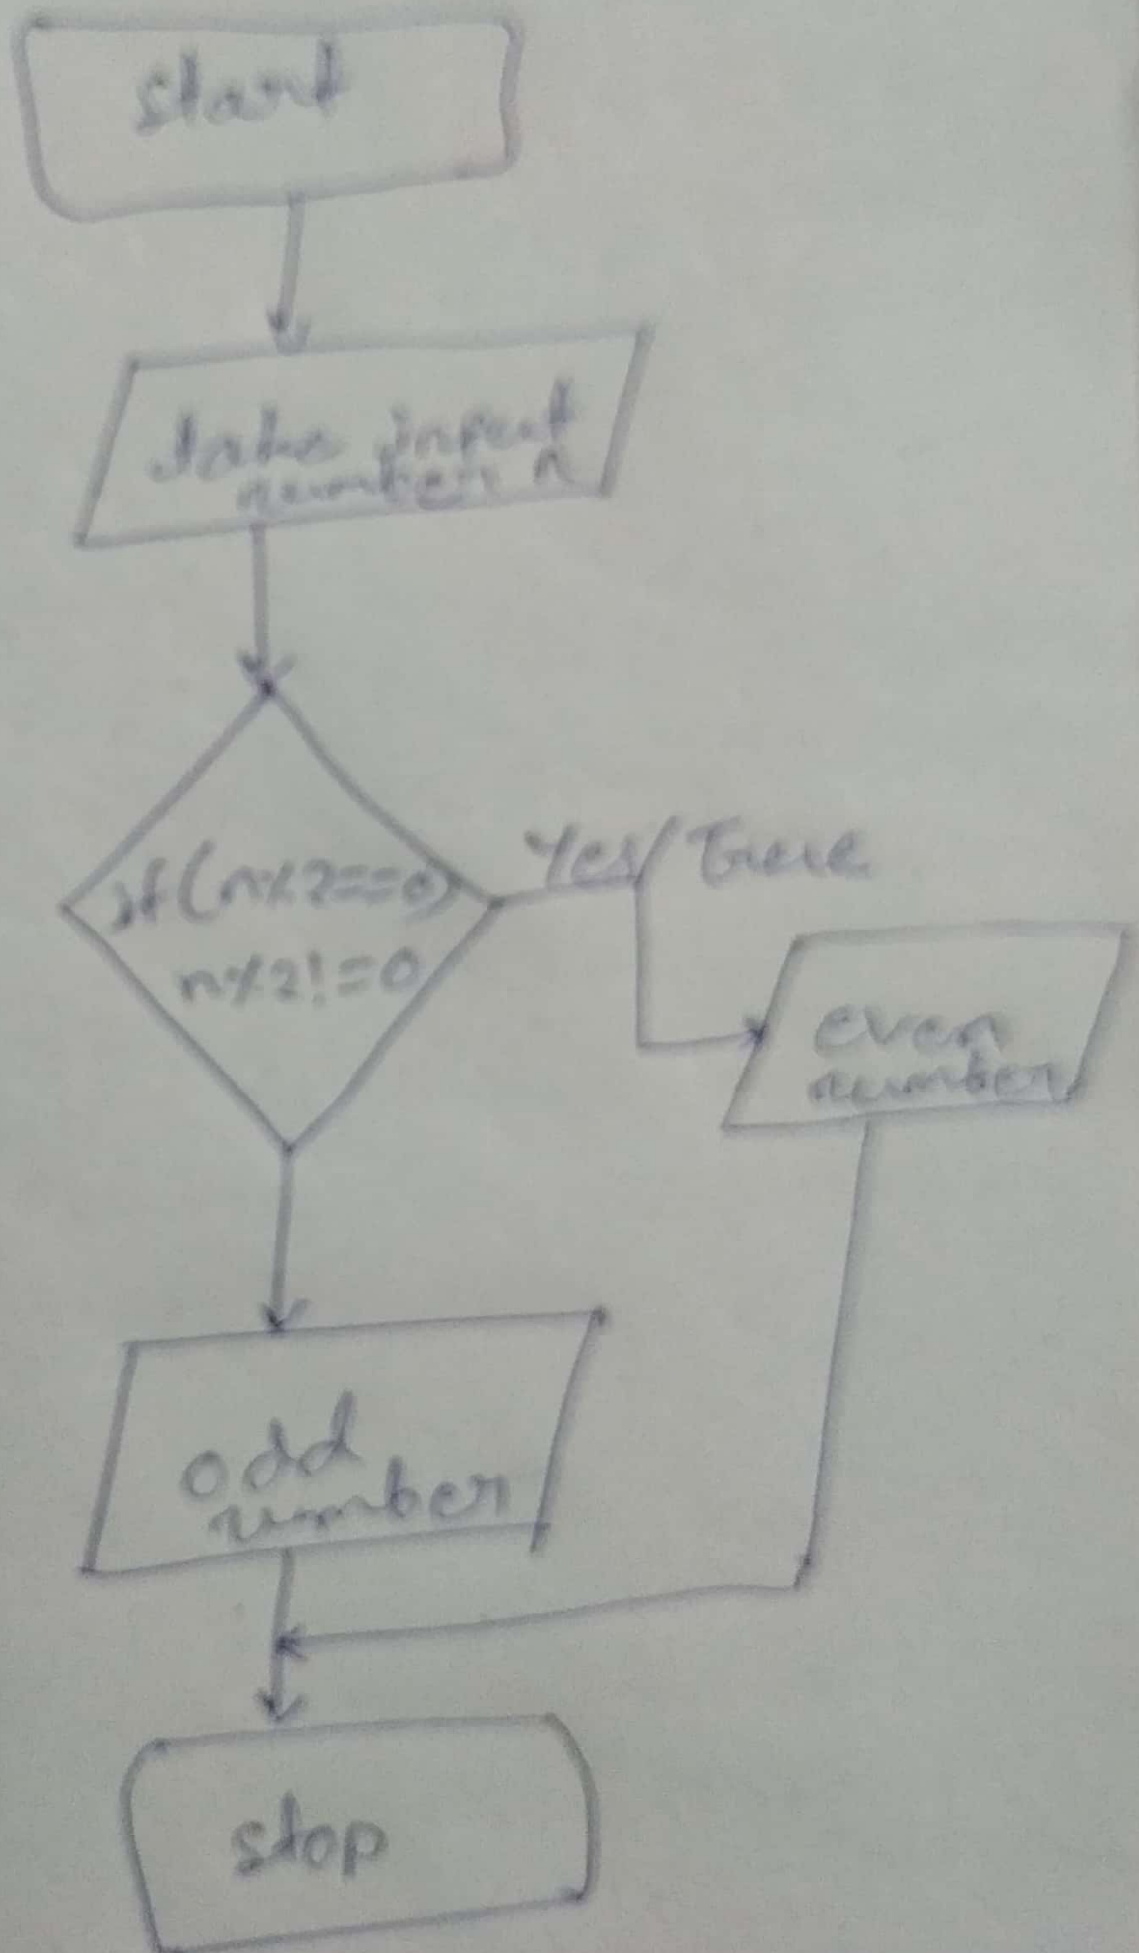 start
take input
number n
if(n%2==0)
n%2!=0
Yes/True
even
number
odd
number
stop